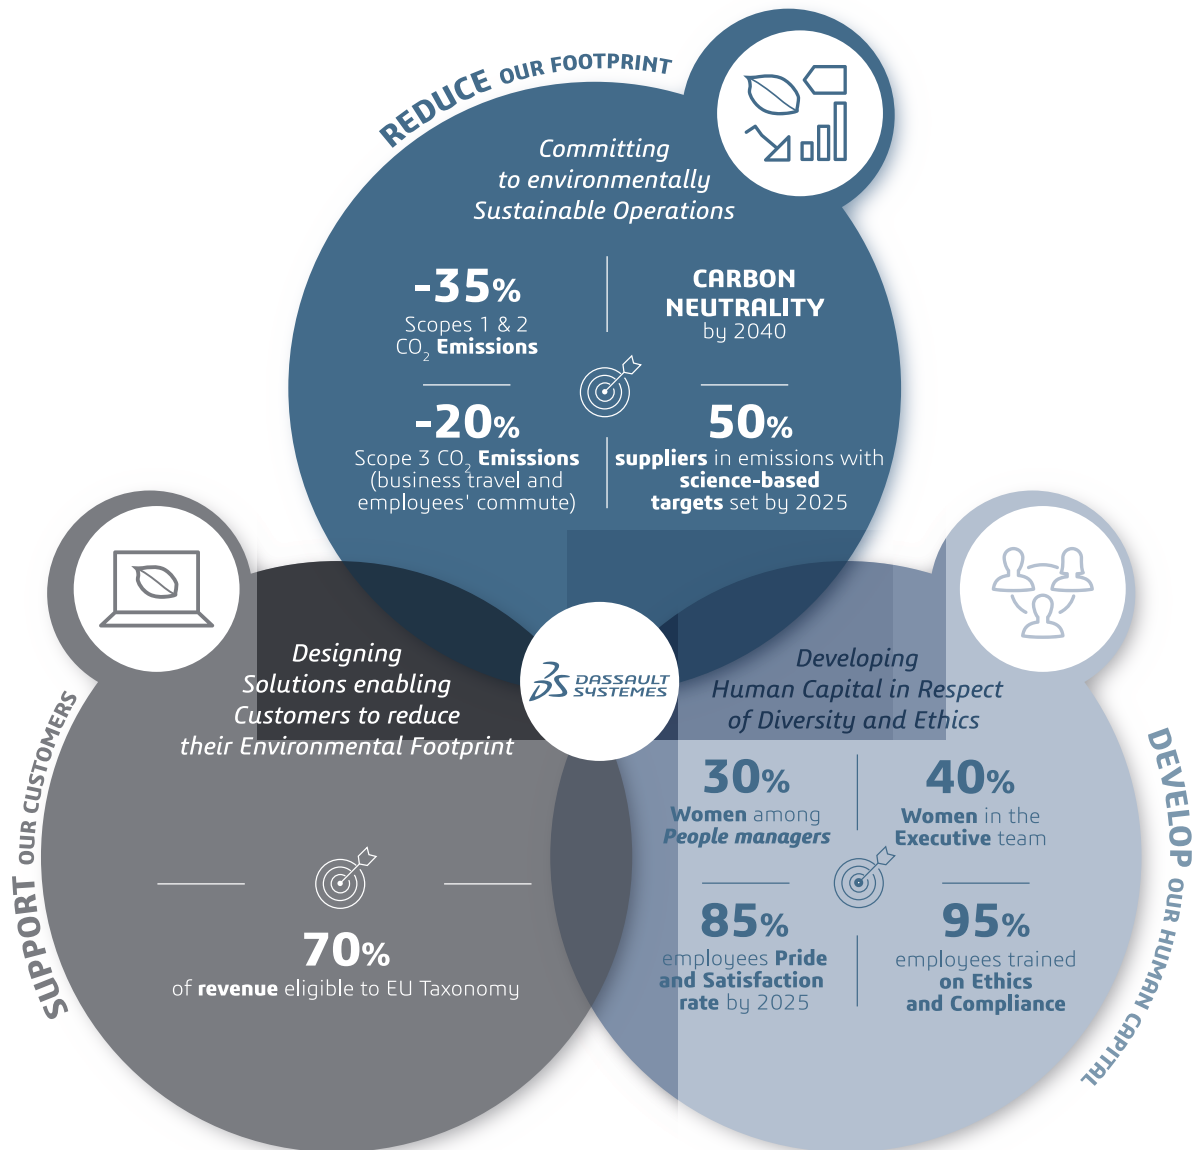 REDUCE OUR FOOTPRINT
Committing
to environmentally
Sustainable Operations
-35%
Scopes 1 & 2
CO₂ Emissions
CARBON
NEUTRALITY
by 2040
-20%
Scope 3 CO₂ Emissions
(business travel and
employees' commute)
50%
suppliers in emissions with
science-based
targets set by 2025
SUPPORT OUR CUSTOMERS
Designing
Solutions enabling
Customers to reduce
their Environmental Footprint
70%
of revenue eligible to EU Taxonomy
DASSAULT
SYSTEMES
DEVELOP OUR HUMAN CAPITAL
Developing
Human Capital in Respect
of Diversity and Ethics
30%
Women among
People managers
40%
Women in the
Executive team
85%
employees Pride
and Satisfaction
rate by 2025
95%
employees trained
on Ethics
and Compliance